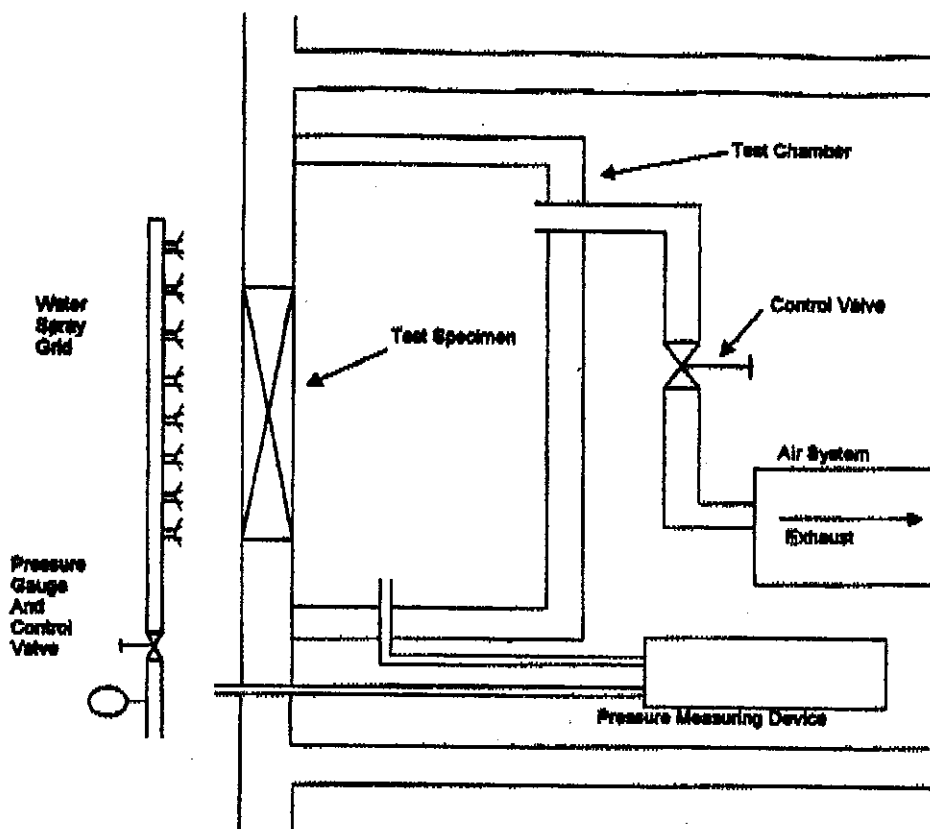 Test Chamber
Water
Spray
Grid
Test Specimen
Control Valve
Air System
Exhaust
Pressure
Gauge
And
Control
Valve
Pressure Measuring Device